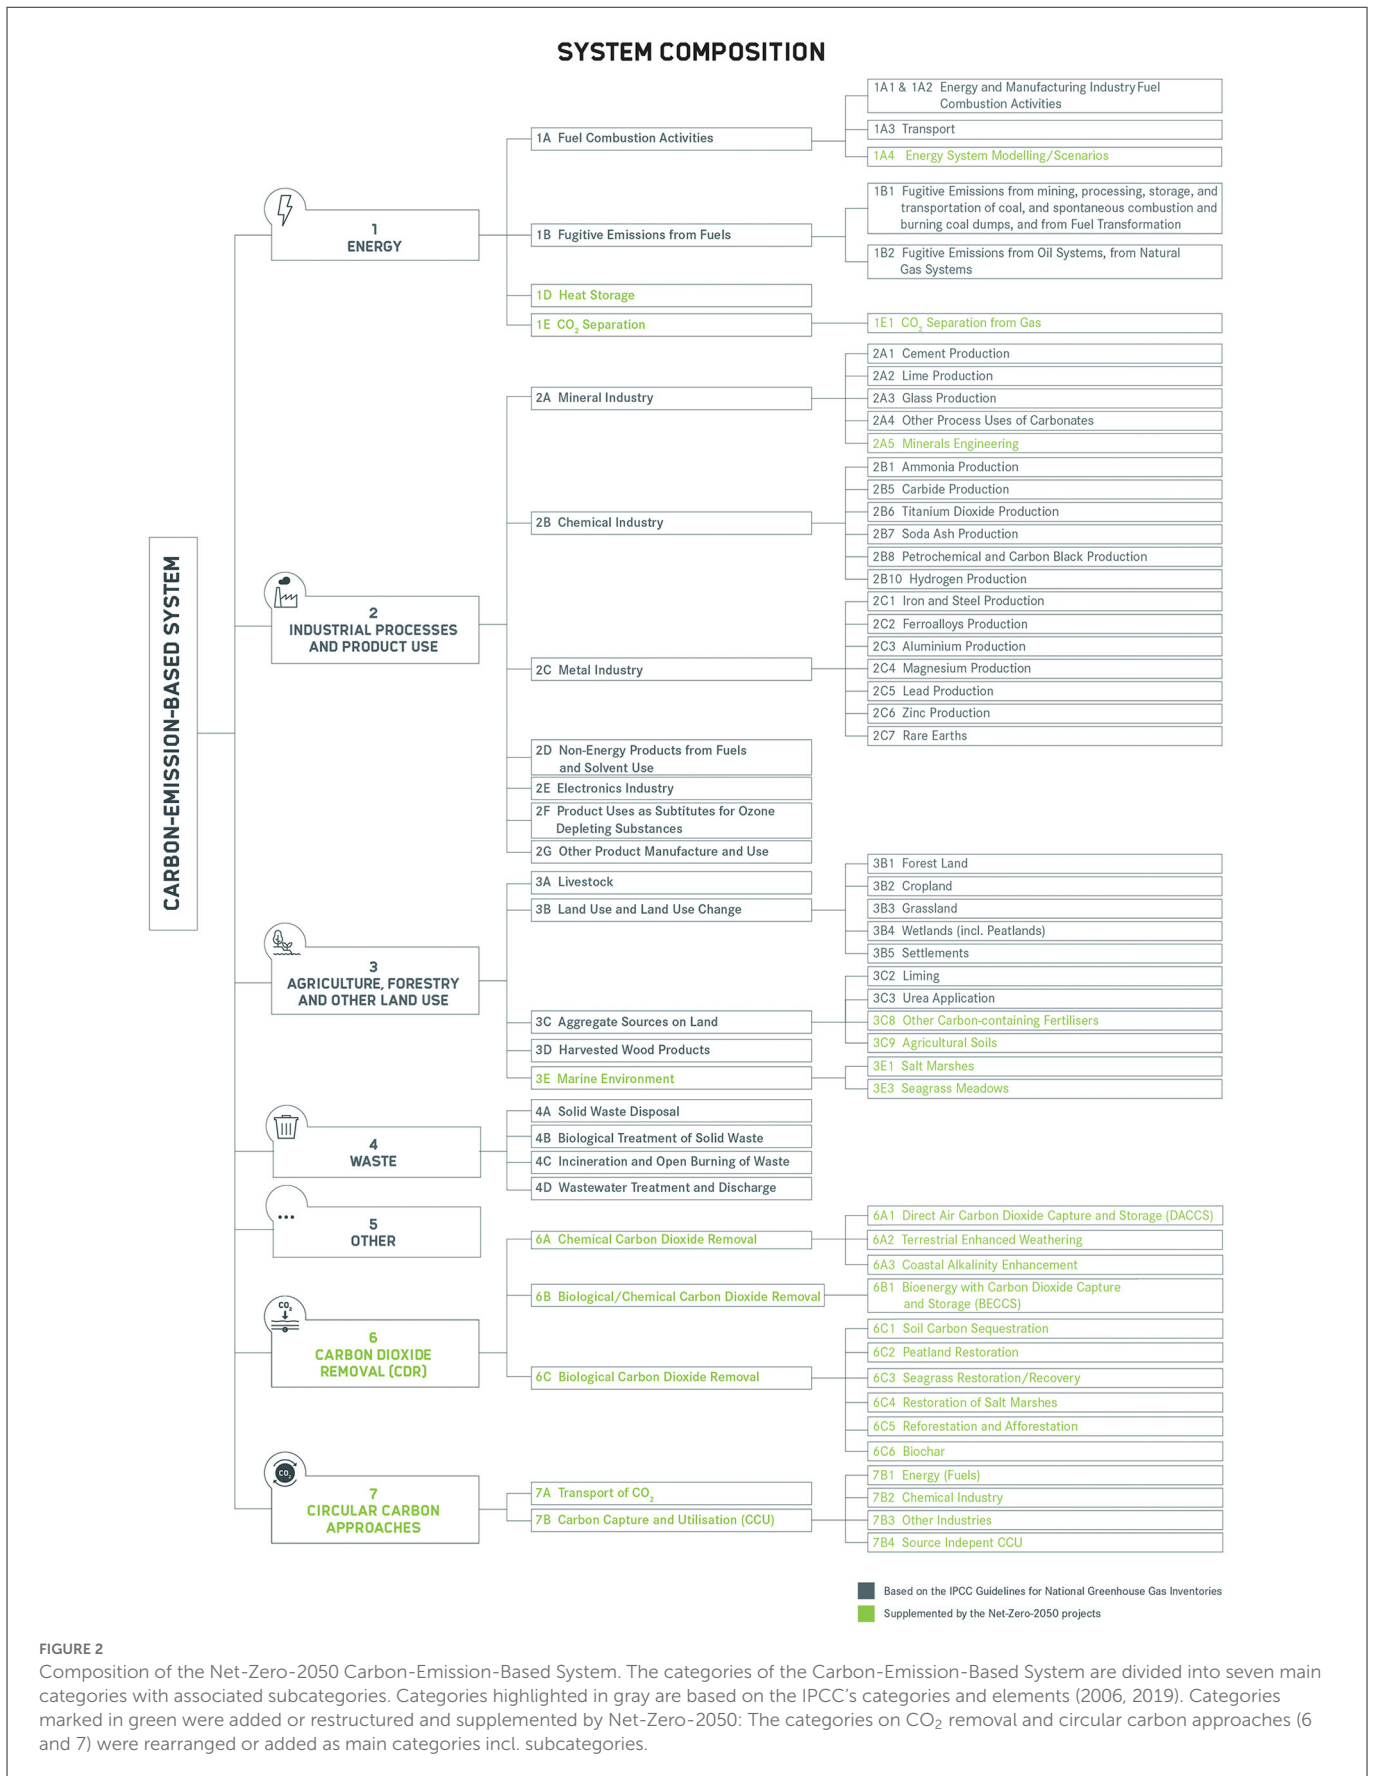 SYSTEM COMPOSITION
CARBON-EMISSION-BASED SYSTEM
1
ENERGY
1A Fuel Combustion Activities
1A1 & 1A2 Energy and Manufacturing Industry Fuel
Combustion Activities
1A3 Transport
1A4 Energy System Modelling/Scenarios
1B Fugitive Emissions from Fuels
1B1 Fugitive Emissions from mining, processing, storage, and
transportation of coal, and spontaneous combustion and
burning coal dumps, and from Fuel Transformation
1B2 Fugitive Emissions from Oil Systems, from Natural
Gas Systems
1D Heat Storage
1E CO₂ Separation
1E1 CO₂ Separation from Gas
2
INDUSTRIAL PROCESSES
AND PRODUCT USE
2A Mineral Industry
2A1 Cement Production
2A2 Lime Production
2A3 Glass Production
2A4 Other Process Uses of Carbonates
2A5 Minerals Engineering
2B Chemical Industry
2B1 Ammonia Production
2B5 Carbide Production
2B6 Titanium Dioxide Production
2B7 Soda Ash Production
2B8 Petrochemical and Carbon Black Production
2B10 Hydrogen Production
2C Metal Industry
2C1 Iron and Steel Production
2C2 Ferroalloys Production
2C3 Aluminium Production
2C4 Magnesium Production
2C5 Lead Production
2C6 Zinc Production
2C7 Rare Earths
2D Non-Energy Products from Fuels
and Solvent Use
2E Electronics Industry
2F Product Uses as Subtitutes for Ozone
Depleting Substances
2G Other Product Manufacture and Use
3
AGRICULTURE, FORESTRY
AND OTHER LAND USE
3A Livestock
3B Land Use and Land Use Change
3B1 Forest Land
3B2 Cropland
3B3 Grassland
3B4 Wetlands (incl. Peatlands)
3B5 Settlements
3C Aggregate Sources on Land
3C2 Liming
3C3 Urea Application
3C8 Other Carbon-containing Fertilisers
3C9 Agricultural Soils
3D Harvested Wood Products
3E Marine Environment
3E1 Salt Marshes
3E3 Seagrass Meadows
4
WASTE
4A Solid Waste Disposal
4B Biological Treatment of Solid Waste
4C Incineration and Open Burning of Waste
4D Wastewater Treatment and Discharge
5
OTHER
CO₂
6
CARBON DIOXIDE
REMOVAL (CDR)
6A Chemical Carbon Dioxide Removal
6A1 Direct Air Carbon Dioxide Capture and Storage (DACCS)
6A2 Terrestrial Enhanced Weathering
6A3 Coastal Alkalinity Enhancement
6B Biological/Chemical Carbon Dioxide Removal
6B1 Bioenergy with Carbon Dioxide Capture
and Storage (BECCS)
6C Biological Carbon Dioxide Removal
6C1 Soil Carbon Sequestration
6C2 Peatland Restoration
6C3 Seagrass Restoration/Recovery
6C4 Restoration of Salt Marshes
6C5 Reforestation and Afforestation
6C6 Biochar
CO₂
7
CIRCULAR CARBON
APPROACHES
7A Transport of CO₂
7B Carbon Capture and Utilisation (CCU)
7B1 Energy (Fuels)
7B2 Chemical Industry
7B3 Other Industries
7B4 Source Indepent CCU
Based on the IPCC Guidelines for National Greenhouse Gas Inventories
Supplemented by the Net-Zero-2050 projects
FIGURE 2
Composition of the Net-Zero-2050 Carbon-Emission-Based System. The categories of the Carbon-Emission-Based System are divided into seven main
categories with associated subcategories. Categories highlighted in gray are based on the IPCC's categories and elements (2006, 2019). Categories
marked in green were added or restructured and supplemented by Net-Zero-2050: The categories on CO₂ removal and circular carbon approaches (6
and 7) were rearranged or added as main categories incl. subcategories.